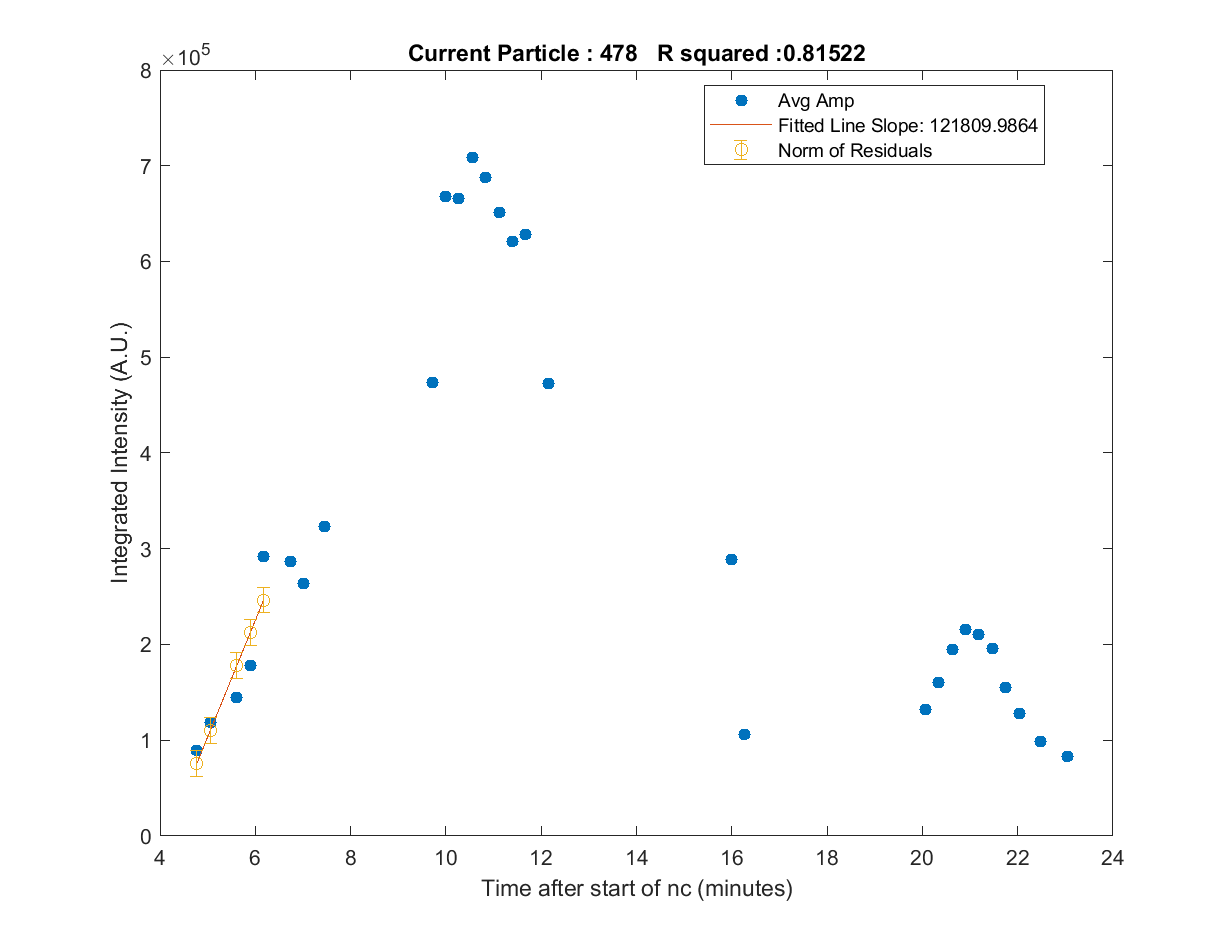 Current Particle : 478   R squared :0.81522
×10^5
8
7
6
5
4
3
2
1
0
Integrated Intensity (A.U.)
Avg Amp
Fitted Line Slope: 121809.9864
Norm of Residuals
4 6 8 10 12 14 16 18 20 22 24
Time after start of nc (minutes)